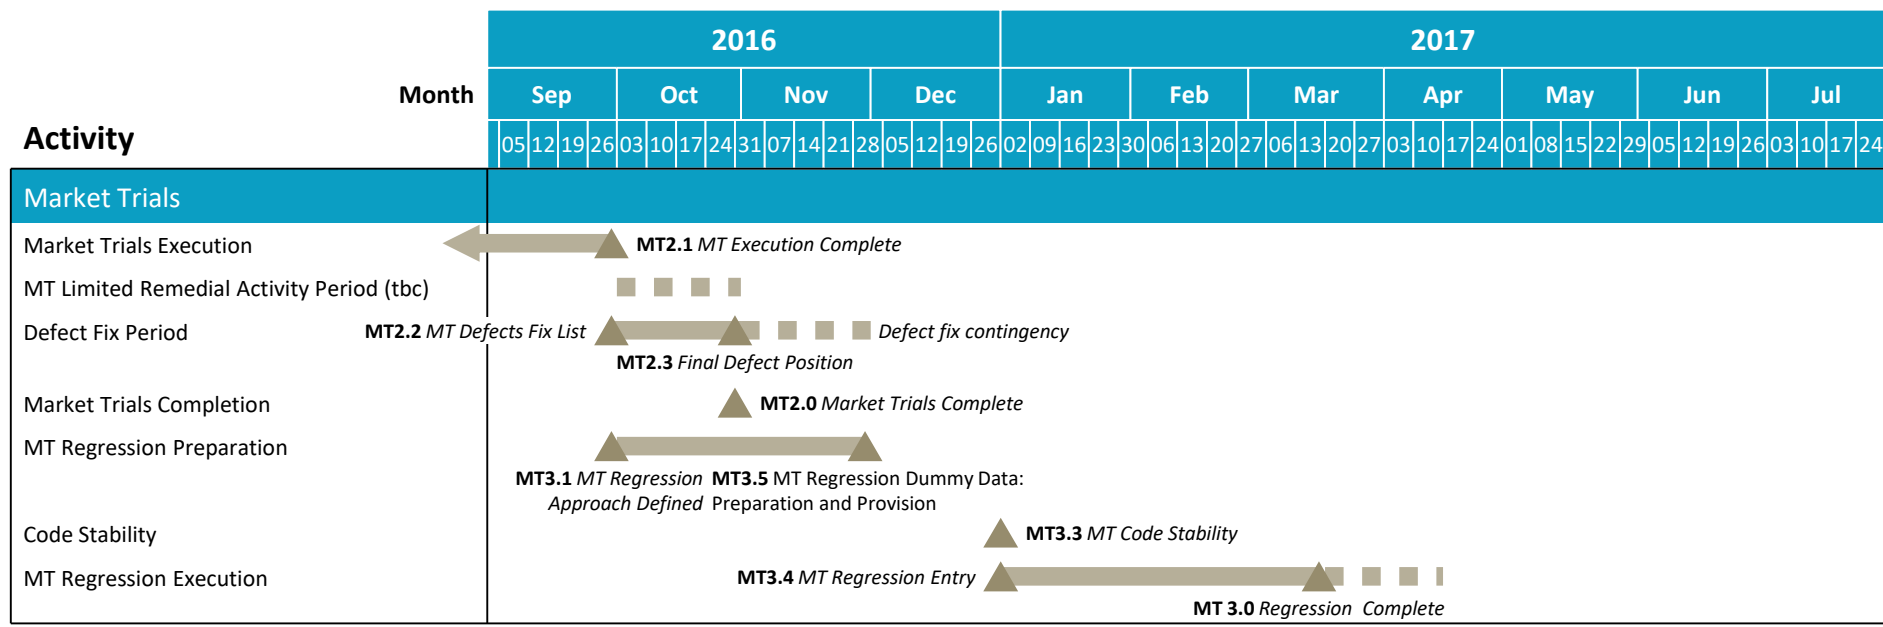 2016 2017
Month Sep Oct Nov Dec Jan Feb Mar Apr May Jun Jul
Activity 05 12 19 26 03 10 17 24 31 07 14 21 28 05 12 19 26 02 09 16 23 30 06 13 20 27 06 13 20 27 03 10 17 24 01 08 15 22 29 05 12 19 26 03 10 17 24
Market Trials
Market Trials Execution MT2.1 MT Execution Complete
MT Limited Remedial Activity Period (tbc)
Defect Fix Period MT2.2 MT Defects Fix List Defect fix contingency
MT2.3 Final Defect Position
Market Trials Completion MT2.0 Market Trials Complete
MT Regression Preparation
MT3.1 MT Regression MT3.5 MT Regression Dummy Data:
Approach Defined Preparation and Provision
Code Stability MT3.3 MT Code Stability
MT Regression Execution MT3.4 MT Regression Entry
MT 3.0 Regression Complete